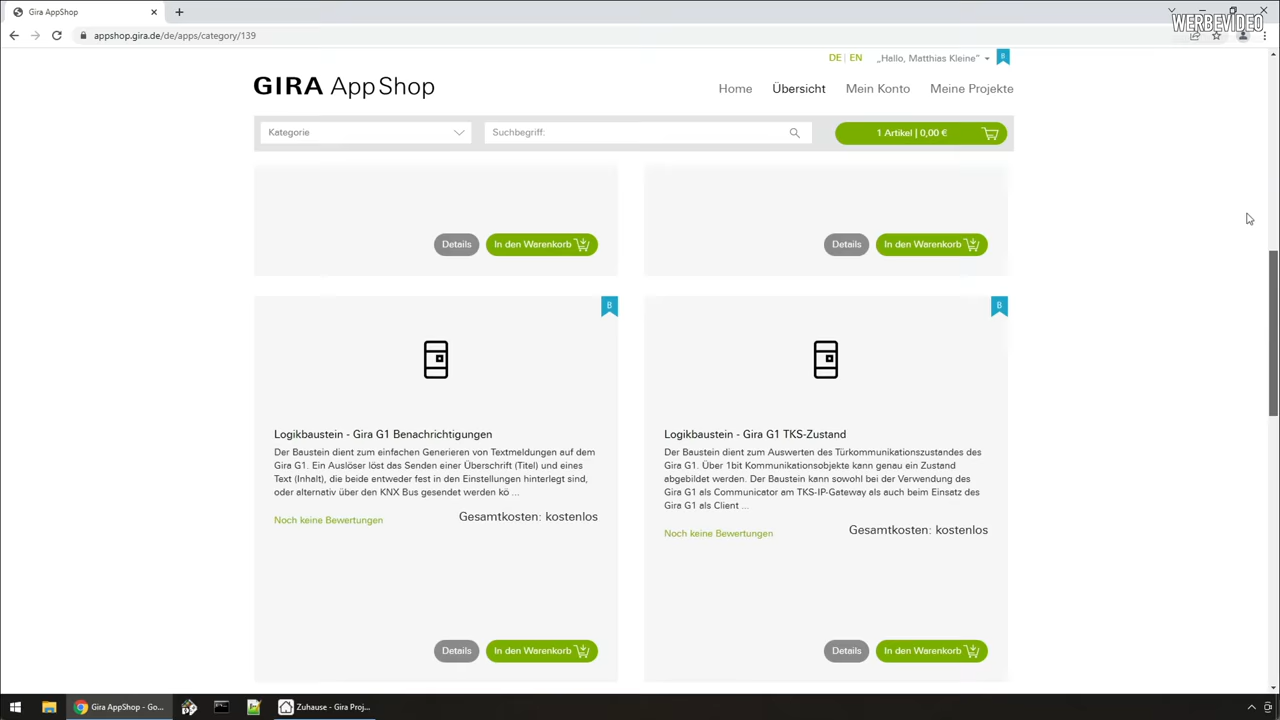 Gira AppShop
WERBEVIDEO
appshop.gira.de/de/apps/category/139
DE | EN
„Hallo, Matthias Kleine“
B
GIRA AppShop
Home
Übersicht
Mein Konto
Meine Projekte
Kategorie
Suchbegriff:
1 Artikel | 0,00 €
Details
In den Warenkorb
Details
In den Warenkorb
B
B
Logikbaustein - Gira G1 Benachrichtigungen
Der Baustein dient zum einfachen Generieren von Textmeldungen auf dem
Gira G1. Ein Auslöser löst das Senden einer Überschrift (Titel) und eines
Text (Inhalt), die beide entweder fest in den Einstellungen hinterlegt sind,
oder alternativ über den KNX Bus gesendet werden kö ...
Noch keine Bewertungen
Gesamtkosten: kostenlos
Details
In den Warenkorb
Logikbaustein - Gira G1 TKS-Zustand
Der Baustein dient zum Auswerten des Türkommunikationszustandes des
Gira G1. Über 1bit Kommunikationsobjekte kann genau ein Zustand
abgebildet werden. Der Baustein kann sowohl bei der Verwendung des
Gira G1 als Communicator am TKS-IP-Gateway als auch beim Einsatz des
Gira G1 als Client ...
Noch keine Bewertungen
Gesamtkosten: kostenlos
Details
In den Warenkorb
Gira AppShop - Go...
Zuhause - Gira Proj...